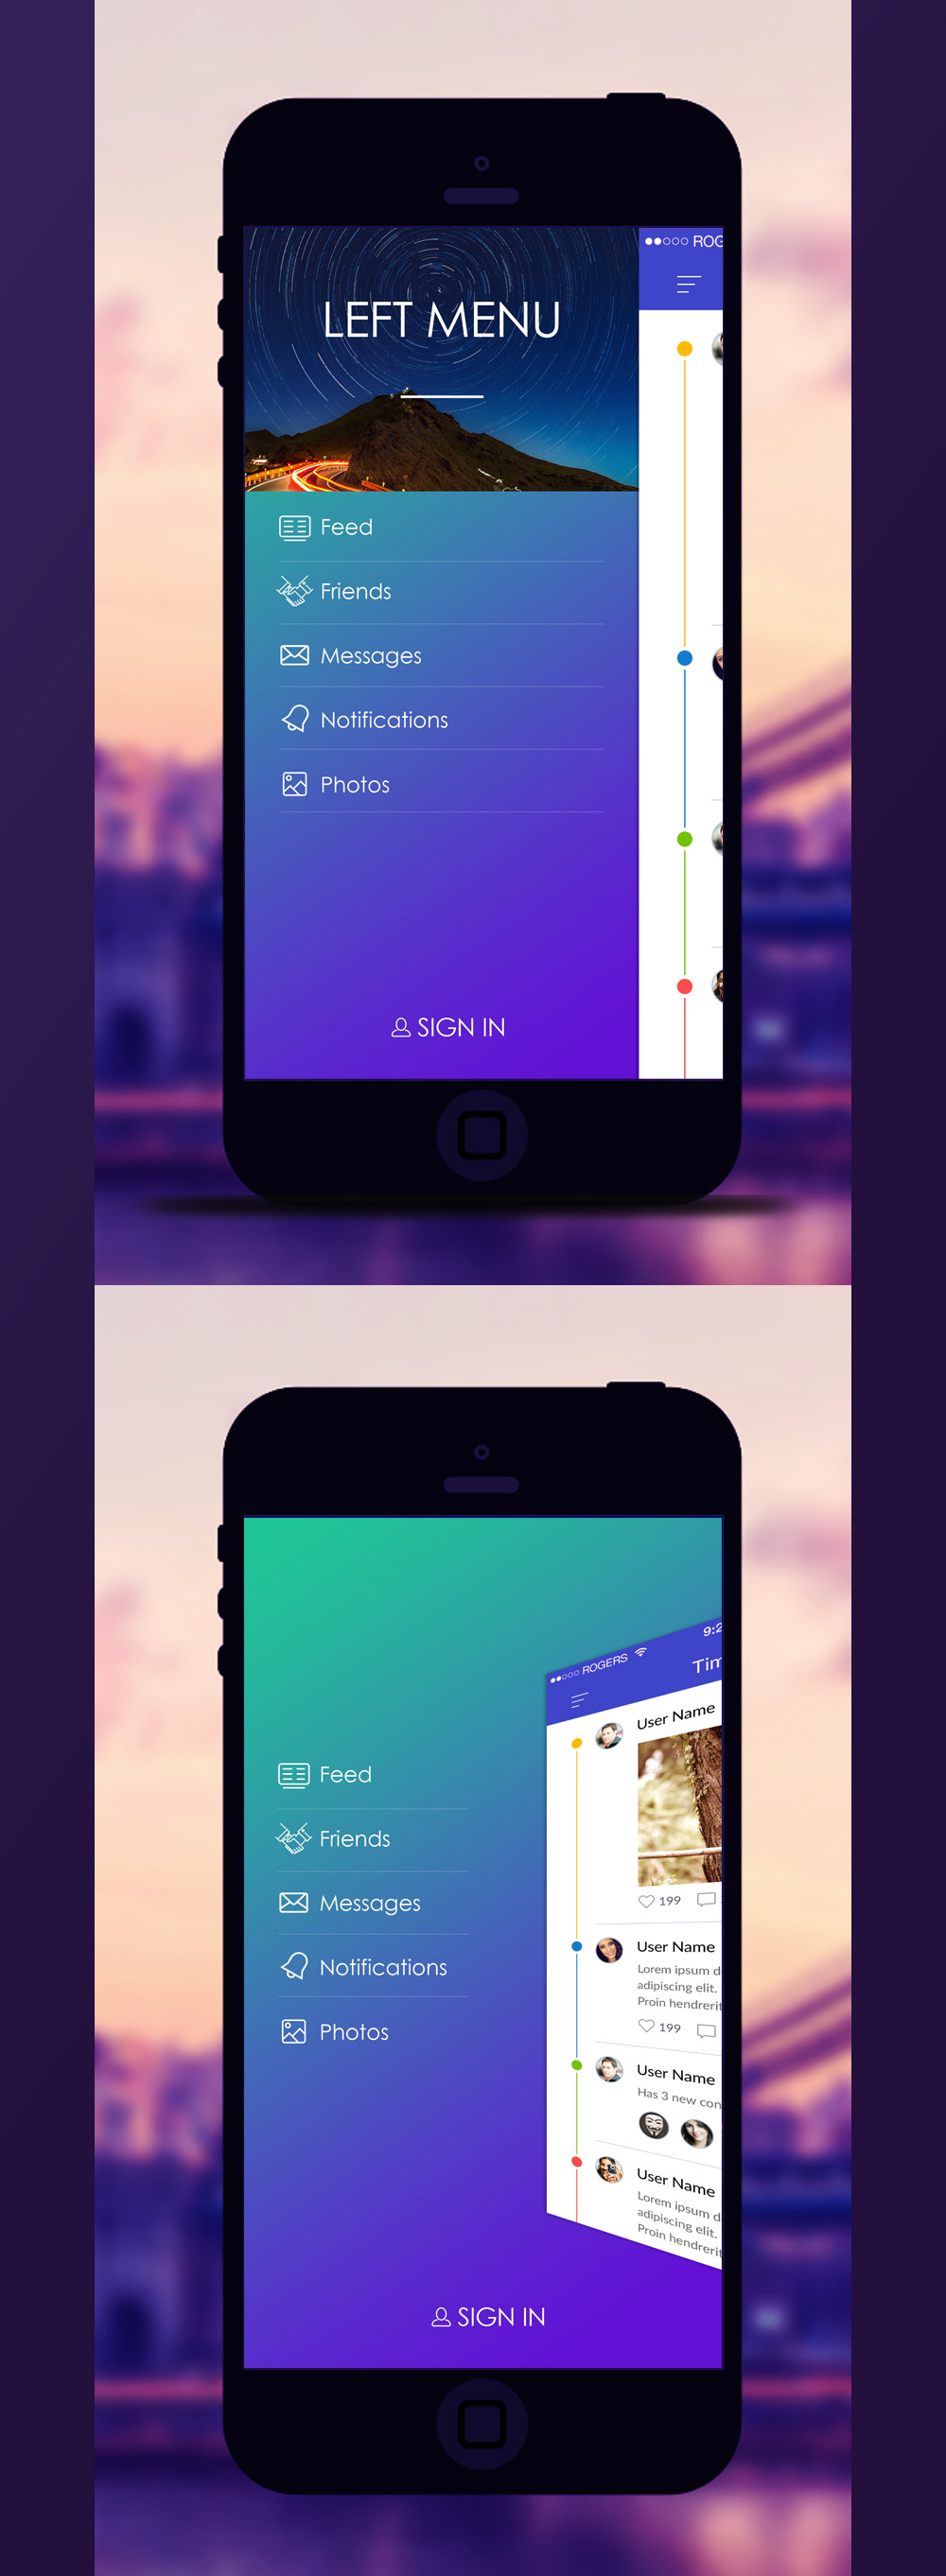 ROG
LEFT MENU
Feed
Friends
Messages
Notifications
Photos
SIGN IN
ROGERS
9:2
Tim
User Name
199
User Name
Lorem ipsum d
adipiscing elit.
Proin hendrerit
199
User Name
Has 3 new con
User Name
Lorem ipsum d
adipiscing elit.
Proin hendrerit
Feed
Friends
Messages
Notifications
Photos
SIGN IN